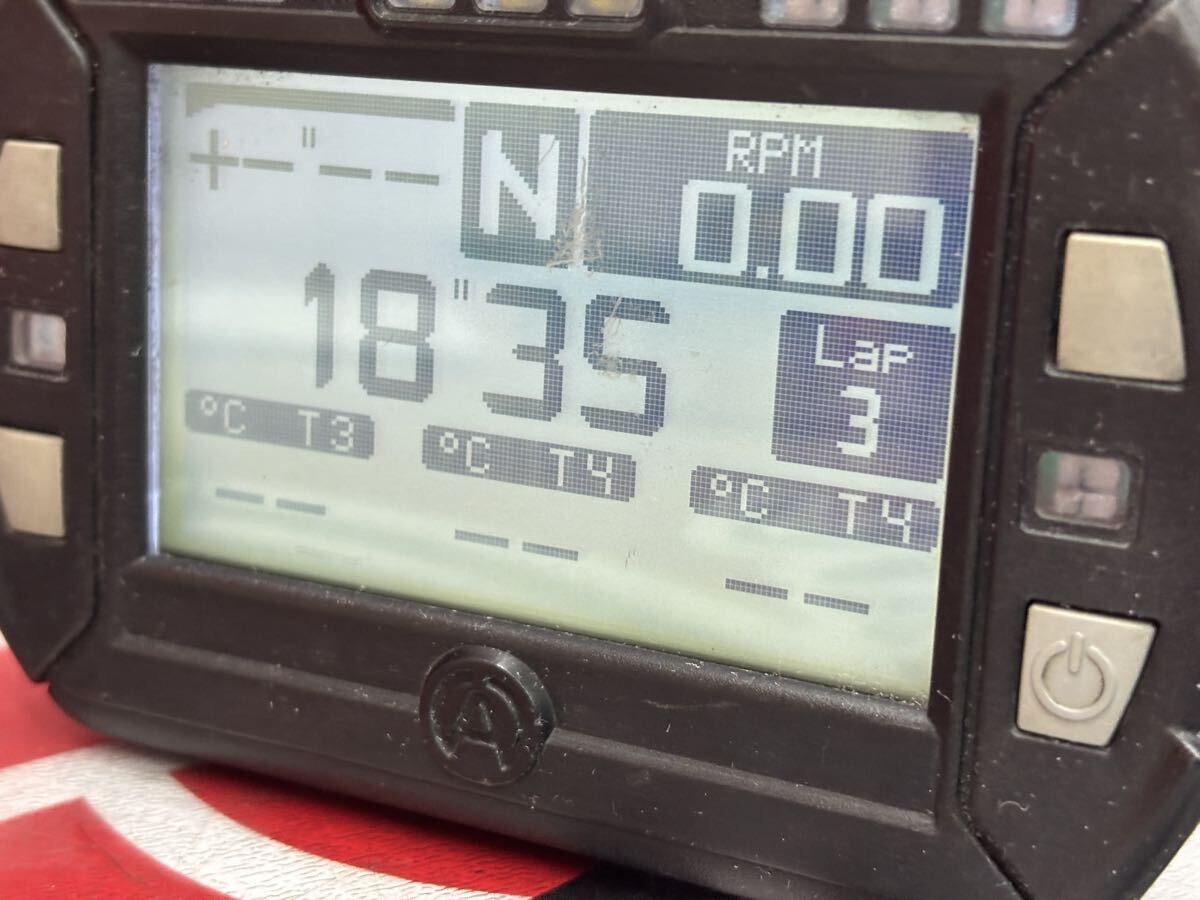 +-"-- N RPM
0.00
18"35
Lap
3
°C T3 °C T4 °C T4
-- -- --
A